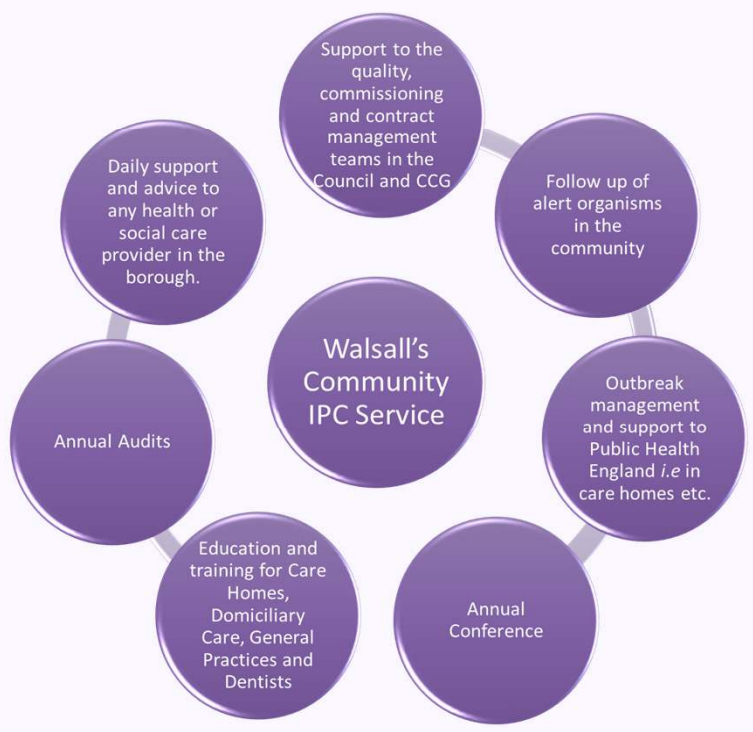 Support to the
quality,
commissioning
and contract
management
teams in the
Council and CCG
Follow up of
alert organisms
in the
community
Outbreak
management
and support to
Public Health
England i.e in
care homes etc.
Annual
Conference
Education and
training for Care
Homes,
Domiciliary
Care, General
Practices and
Dentists
Annual Audits
Daily support
and advice to
any health or
social care
provider in the
borough.
Walsall’s
Community
IPC Service